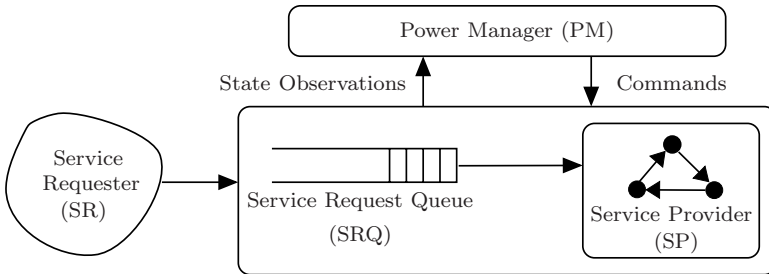 Power Manager (PM)
State Observations
Commands
Service
Requester
(SR)
Service Request Queue
(SRQ)
Service Provider
(SP)